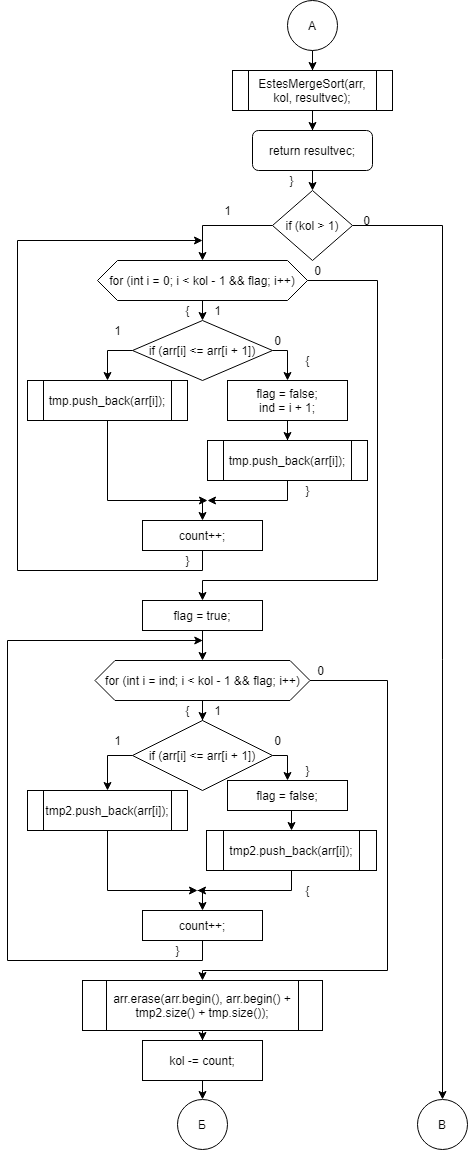 А
EstesMergeSort(arr,
kol, resultvec);
return resultvec;
}
if (kol > 1)
1
0
for (int i = 0; i < kol - 1 && flag; i++)
0
{
1
if (arr[i] <= arr[i + 1])
1
0
{
tmp.push_back(arr[i]);
flag = false;
ind = i + 1;
tmp.push_back(arr[i]);
}
count++;
}
flag = true;
for (int i = ind; i < kol - 1 && flag; i++)
0
{
1
if (arr[i] <= arr[i + 1])
1
0
}
tmp2.push_back(arr[i]);
flag = false;
tmp2.push_back(arr[i]);
{
count++;
}
arr.erase(arr.begin(), arr.begin() +
tmp2.size() + tmp.size());
kol -= count;
Б
В